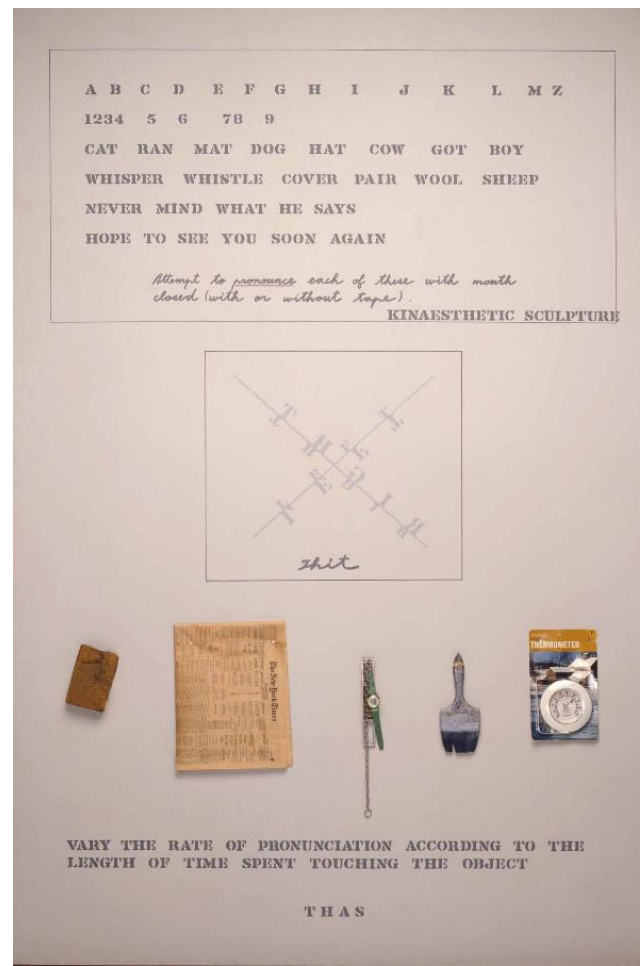 A B C D E F G H I J K L M Z
1234 5 6 78 9
CAT RAN MAT DOG HAT COW GOT BOY
WHISPER WHISTLE COVER PAIR WOOL SHEEP
NEVER MIND WHAT HE SAYS
HOPE TO SEE YOU SOON AGAIN
Attempt to pronounce each of these with mouth
closed (with or without tape).
KINAESTHETIC SCULPTURE
THGIH
FEET
Thit
The New York Times
THERMOMETER
VARY THE RATE OF PRONUNCIATION ACCORDING TO THE
LENGTH OF TIME SPENT TOUCHING THE OBJECT
THAS